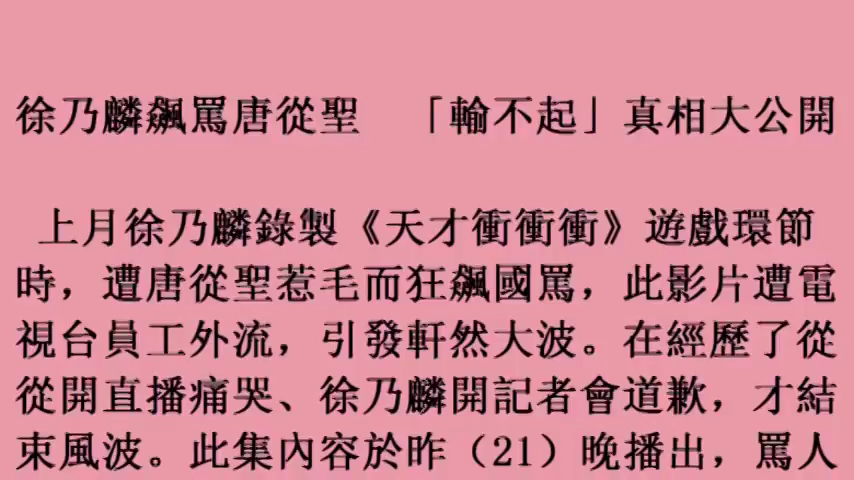 徐乃麟飆罵唐從聖　「輸不起」真相大公開
上月徐乃麟錄製《天才衝衝衝》遊戲環節
時，遭唐從聖惹毛而狂飆國罵，此影片遭電
視台員工外流，引發軒然大波。在經歷了從
從開直播痛哭、徐乃麟開記者會道歉，才結
束風波。此集內容於昨（21）晚播出，罵人